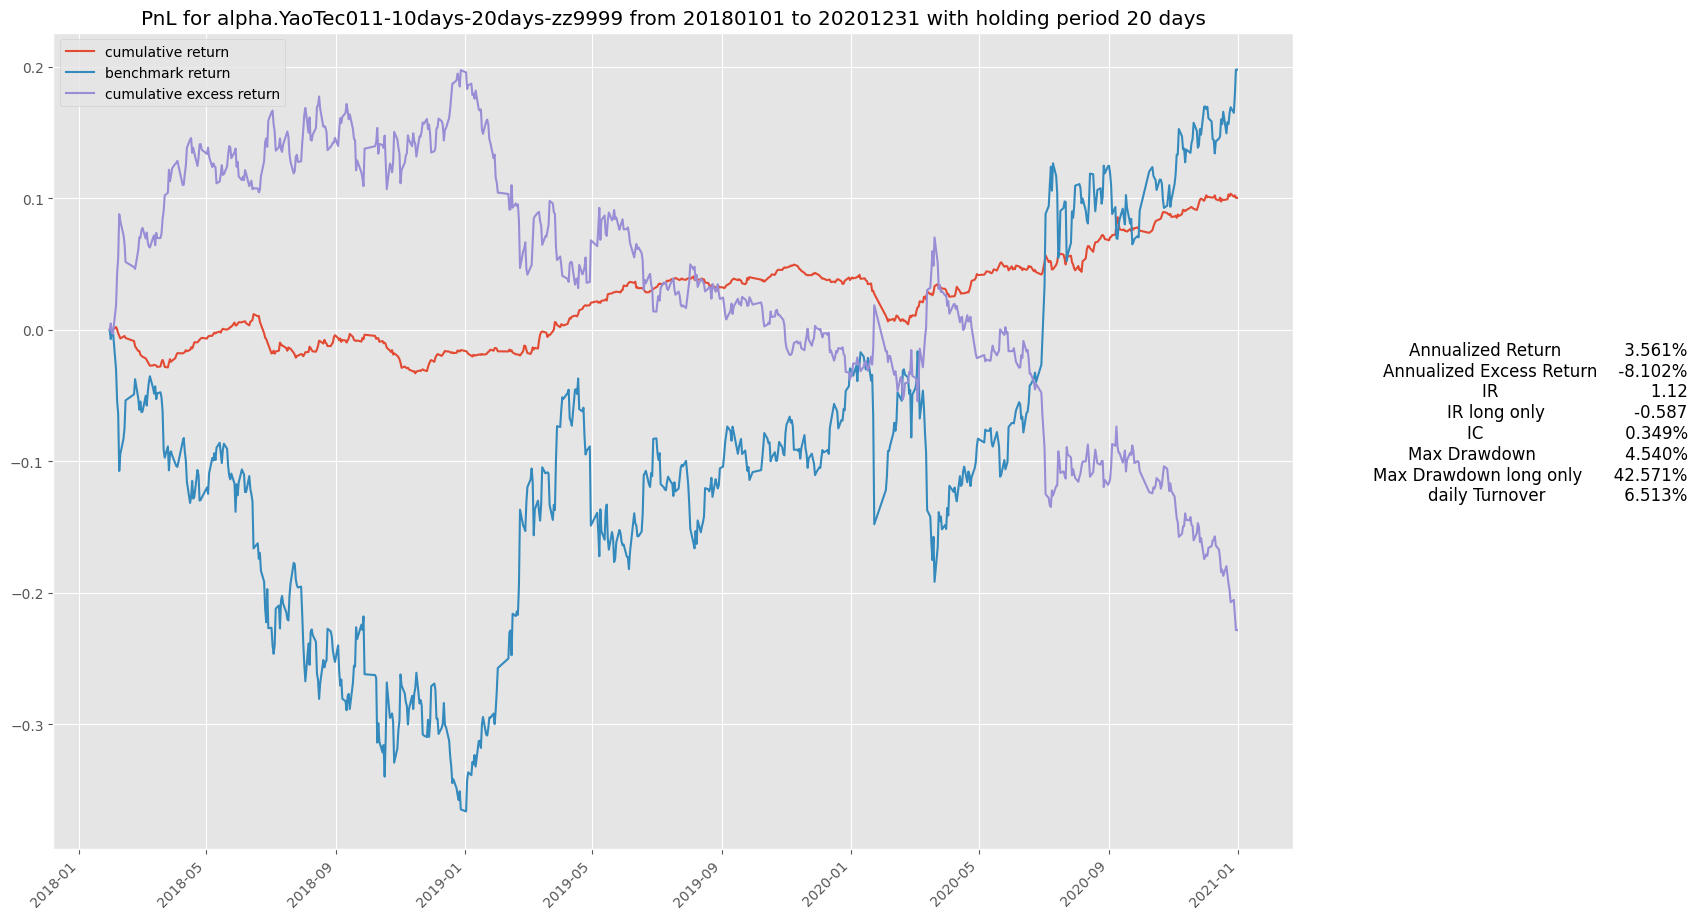 PnL for alpha.YaoTec011-10days-20days-zz9999 from 20180101 to 20201231 with holding period 20 days
cumulative return
benchmark return
cumulative excess return
0.2
0.1
0.0
−0.1
−0.2
−0.3
2018-01
2018-05
2018-09
2019-01
2019-05
2019-09
2020-01
2020-05
2020-09
2021-01
Annualized Return 3.561%
Annualized Excess Return -8.102%
IR 1.12
IR long only -0.587
IC 0.349%
Max Drawdown 4.540%
Max Drawdown long only 42.571%
daily Turnover 6.513%